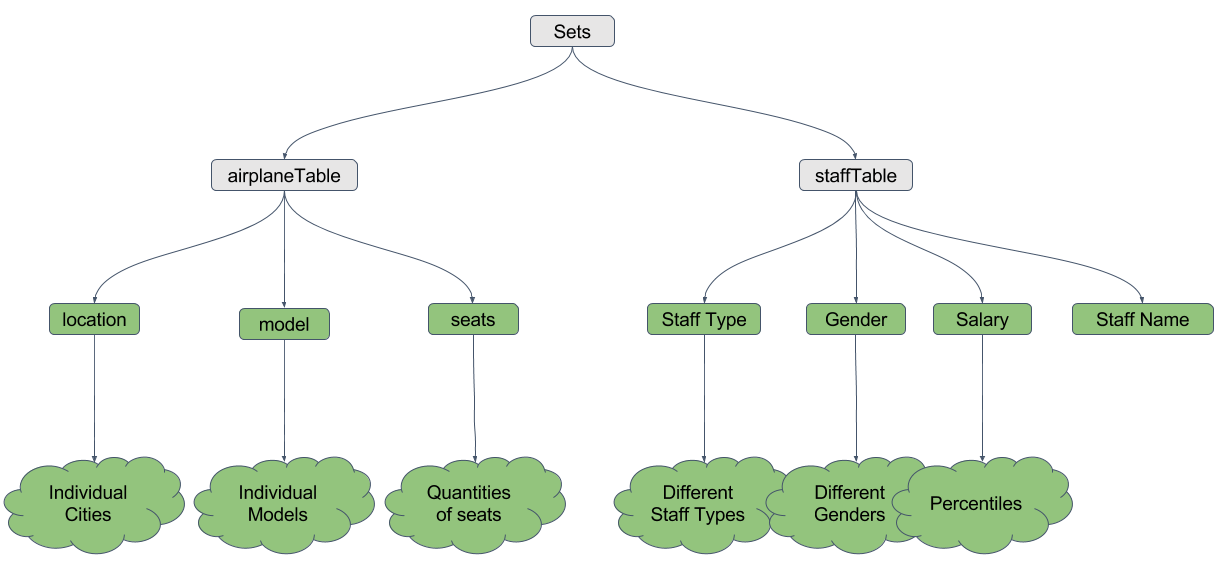 Sets
airplaneTable
staffTable
location
model
seats
Staff Type
Gender
Salary
Staff Name
Individual
Cities
Individual
Models
Quantities
of seats
Different
Staff Types
Different
Genders
Percentiles